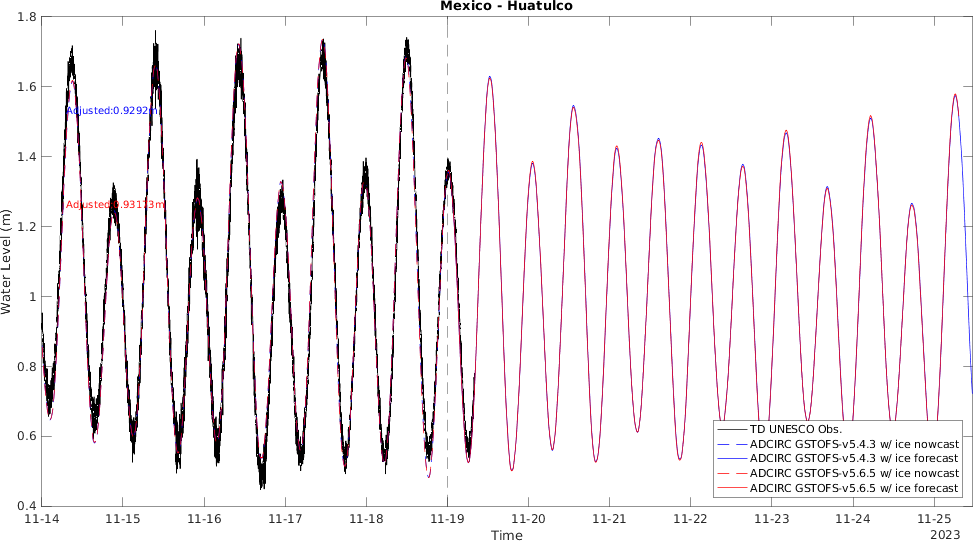 Mexico - Huatulco
1.8
1.6
1.4
1.2
1
0.8
0.6
0.4
Water Level (m)
Adjusted:0.9292m
Adjusted:0.93173m
TD UNESCO Obs.
ADCIRC GSTOFS-v5.4.3 w/ ice nowcast
ADCIRC GSTOFS-v5.4.3 w/ ice forecast
ADCIRC GSTOFS-v5.6.5 w/ ice nowcast
ADCIRC GSTOFS-v5.6.5 w/ ice forecast
11-14 11-15 11-16 11-17 11-18 11-19 11-20 11-21 11-22 11-23 11-24 11-25
Time
2023